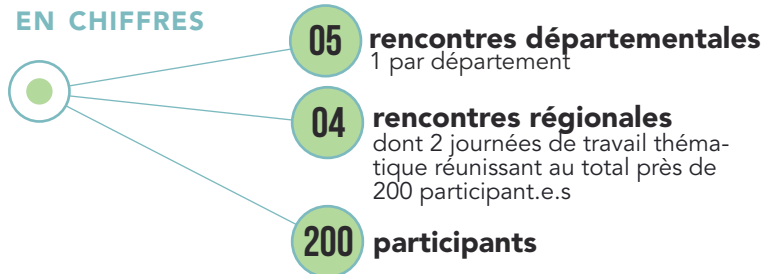 EN CHIFFRES
05
rencontres départementales
1 par département
04
rencontres régionales
dont 2 journées de travail théma-
tique réunissant au total près de
200 participant.e.s
200
participants